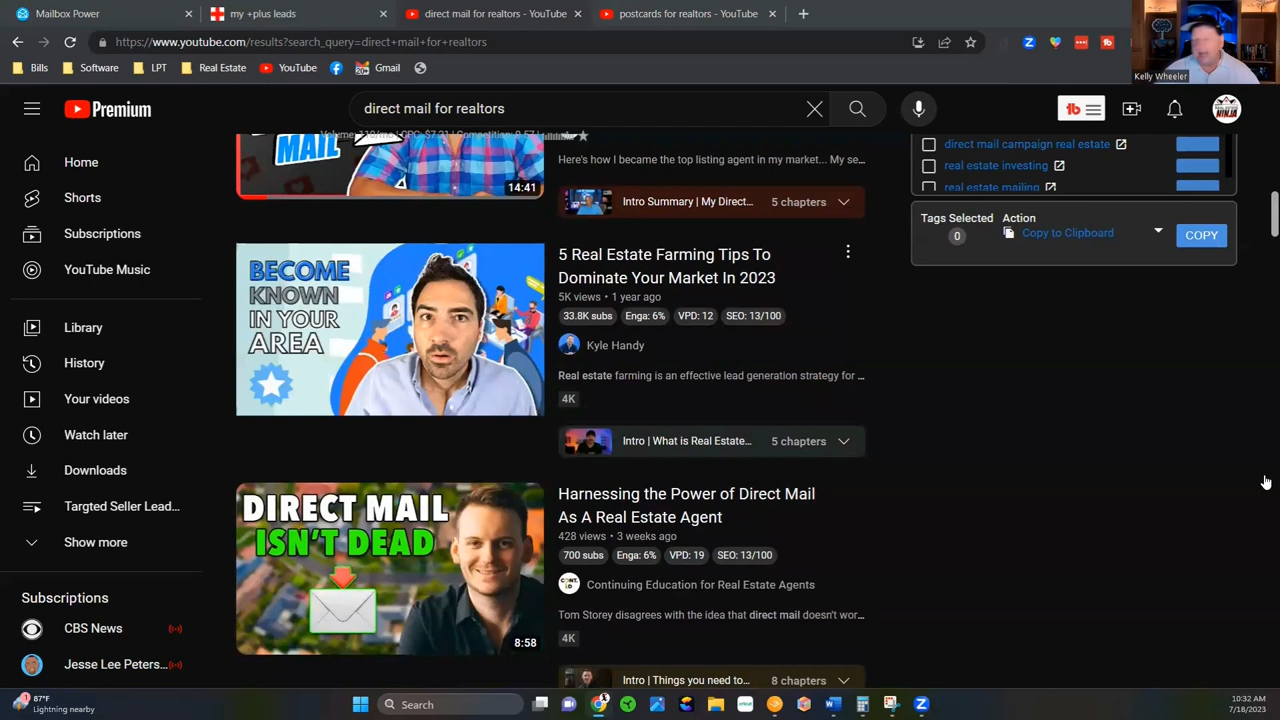 Mailbox Power
my +plus leads
direct mail for realtors - YouTube
postcards for realtors - YouTube
https://www.youtube.com/results?search_query=direct+mail+for+realtors
Bills
Software
LPT
Real Estate
YouTube
Gmail
Kelly Wheeler
Premium
direct mail for realtors
Home
Shorts
Subscriptions
YouTube Music
Library
History
Your videos
Watch later
Downloads
Targted Seller Lead...
Show more
Subscriptions
CBS News
Jesse Lee Peters...
MAIL
14:41
Here's how I became the top listing agent in my market... My se...
Intro Summary | My Direct... 5 chapters
BECOME
KNOWN
IN YOUR
AREA
5 Real Estate Farming Tips To
Dominate Your Market In 2023
5K views • 1 year ago
33.8K subs Enga: 6% VPD: 12 SEO: 13/100
Kyle Handy
Real estate farming is an effective lead generation strategy for ...
4K
Intro | What is Real Estate... 5 chapters
DIRECT MAIL
ISN'T DEAD
8:58
Harnessing the Power of Direct Mail
As A Real Estate Agent
428 views • 3 weeks ago
700 subs Enga: 6% VPD: 19 SEO: 13/100
Continuing Education for Real Estate Agents
Tom Storey disagrees with the idea that direct mail doesn't wor...
4K
Intro | Things you need to... 8 chapters
direct mail campaign real estate
real estate investing
real estate mailing
Tags Selected
0
Action
Copy to Clipboard
COPY
87°F
Lightning nearby
Search
10:32 AM
7/18/2023